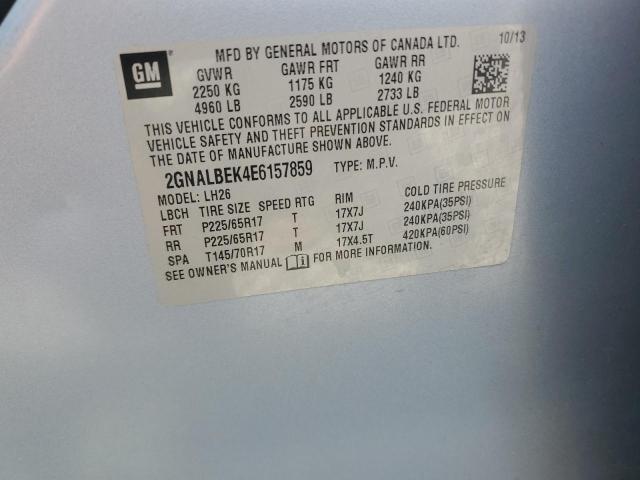 GM
MFD BY GENERAL MOTORS OF CANADA LTD. 10/13
GVWR GAWR FRT GAWR RR
2250 KG 1175 KG 1240 KG
4960 LB 2590 LB 2733 LB
THIS VEHICLE CONFORMS TO ALL APPLICABLE U.S. FEDERAL MOTOR
VEHICLE SAFETY AND THEFT PREVENTION STANDARDS IN EFFECT ON
THE DATE OF MANUFACTURE SHOWN ABOVE.
2GNALBEK4E6157859 TYPE: M.P.V.
MODEL: LH26
LBCH TIRE SIZE SPEED RTG RIM COLD TIRE PRESSURE
FRT P225/65R17 T 17X7J 240KPA(35PSI)
RR P225/65R17 T 17X7J 240KPA(35PSI)
SPA T145/70R17 M 17X4.5T 420KPA(60PSI)
SEE OWNER'S MANUAL FOR MORE INFORMATION.